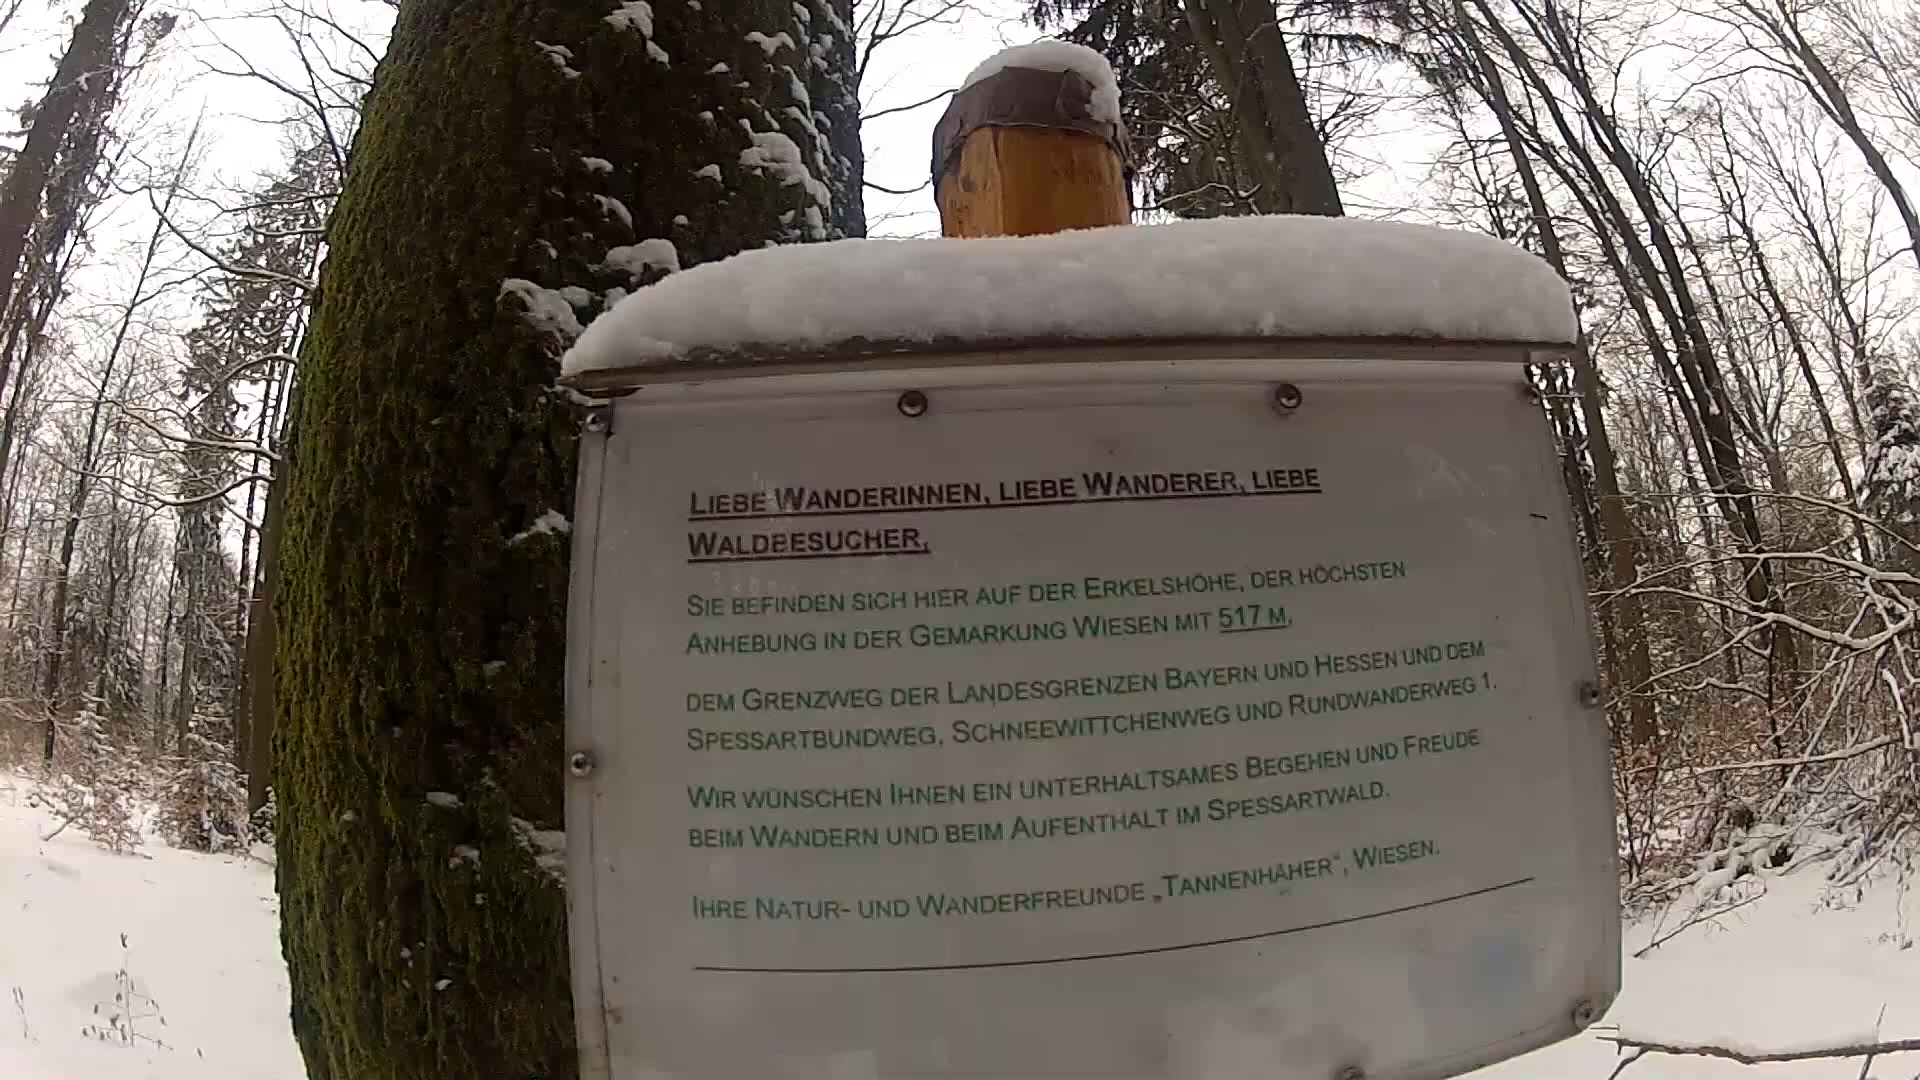 LIEBE WANDERINNEN, LIEBE WANDERER, LIEBE
WALDBESUCHER,
SIE BEFINDEN SICH HIER AUF DER ERKELSHÖHE, DER HÖCHSTEN
ANHEBUNG IN DER GEMARKUNG WIESEN MIT 517 M,
DEM GRENZWEG DER LANDESGRENZEN BAYERN UND HESSEN UND DEM
SPESSARTBUNDWEG, SCHNEEWITTCHENWEG UND RUNDWANDERWEG 1.
WIR WÜNSCHEN IHNEN EIN UNTERHALTSAMES BEGEHEN UND FREUDE
BEIM WANDERN UND BEIM AUFENTHALT IM SPESSARTWALD.
IHRE NATUR- UND WANDERFREUNDE „TANNENHÄHER“, WIESEN.